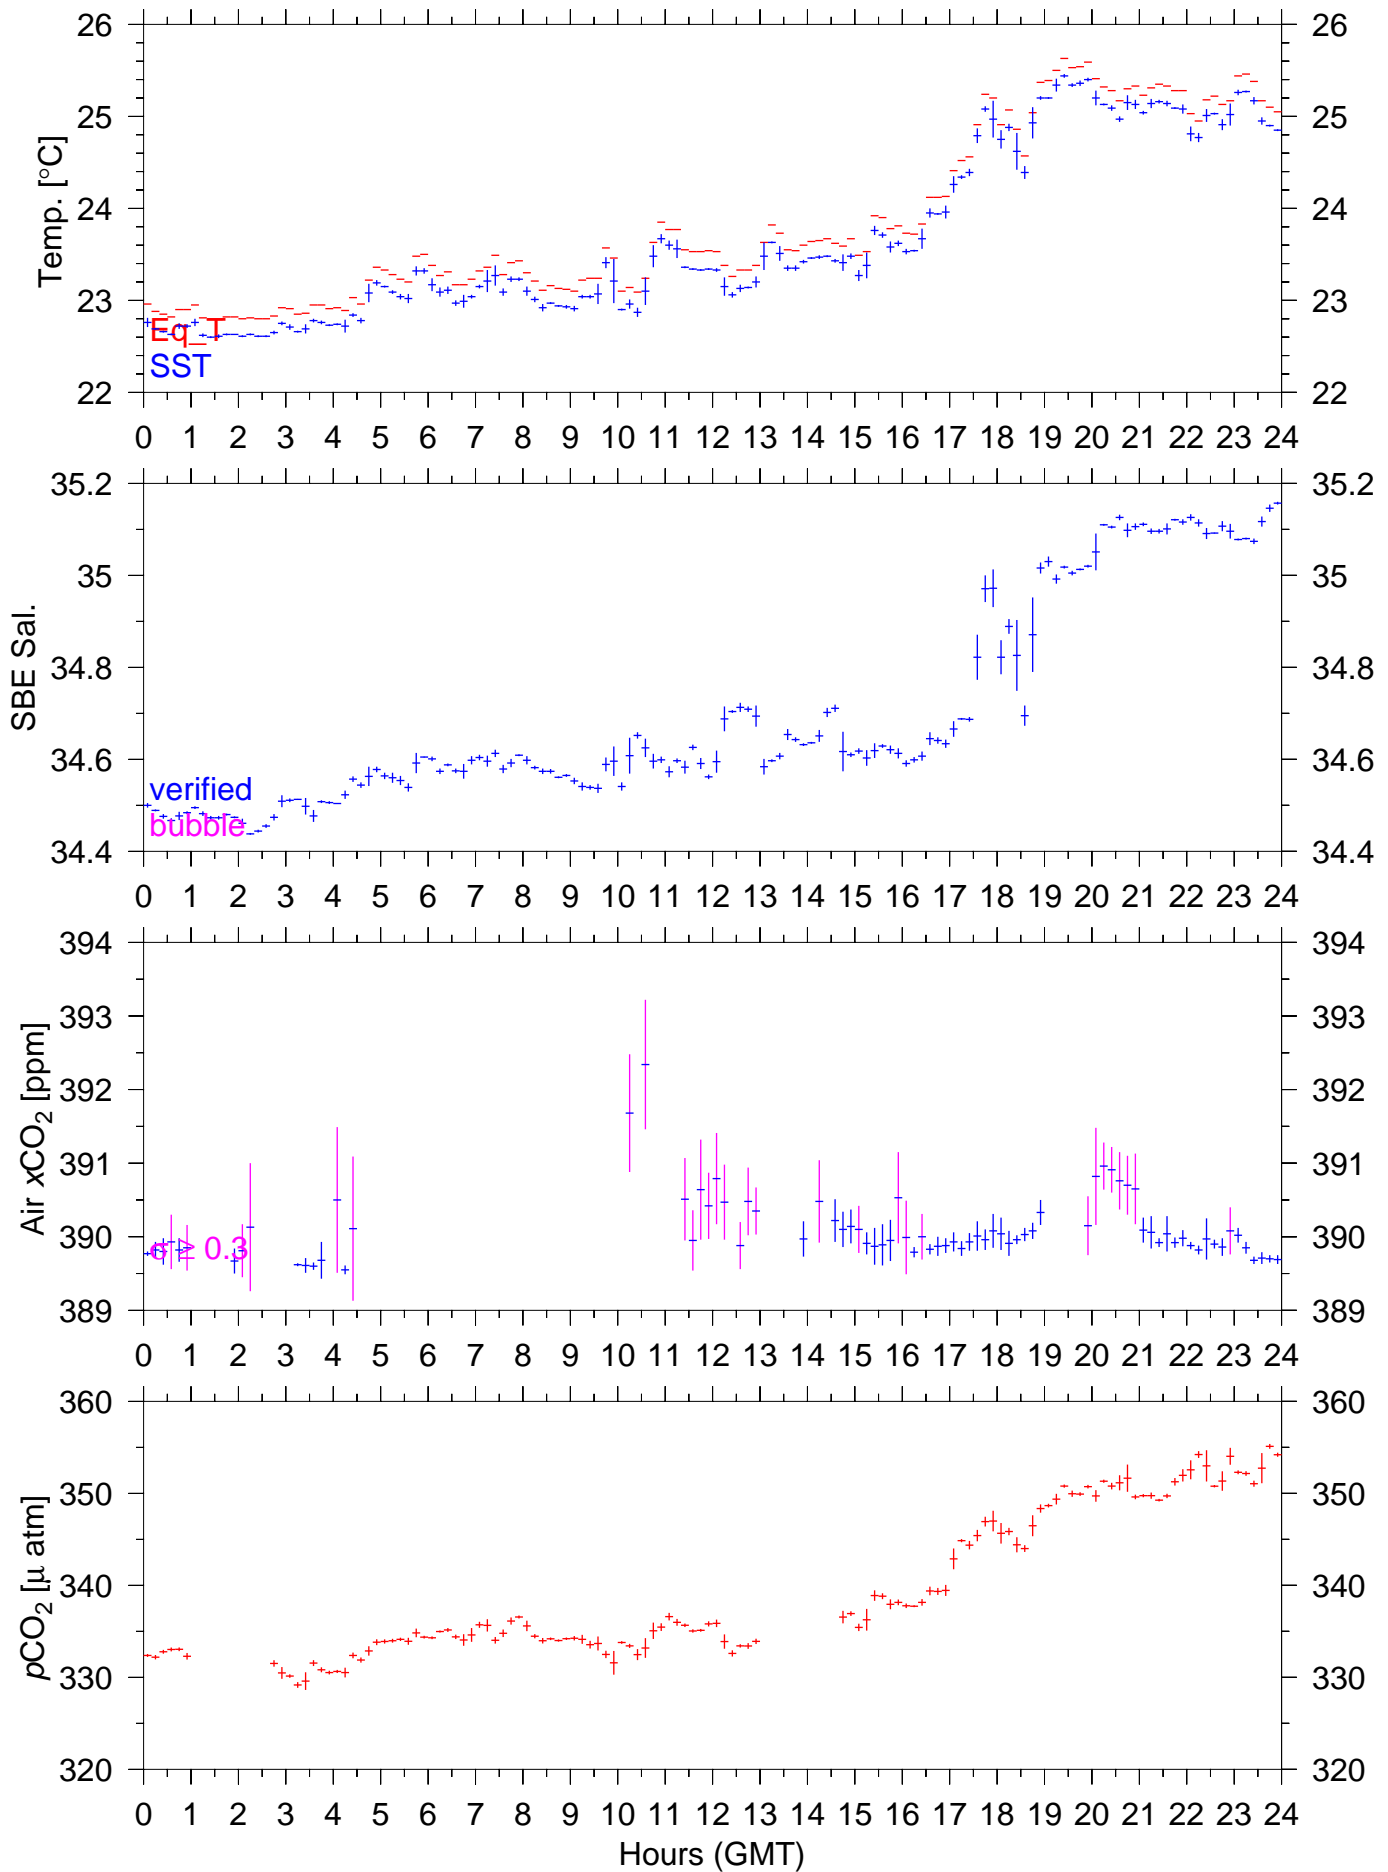 26 26
25 25
24 24
23 23
22 22
Temp. [°C]
Eq_T
SST
0 1 2 3 4 5 6 7 8 9 10 11 12 13 14 15 16 17 18 19 20 21 22 23 24
35.2 35.2
35 35
34.8 34.8
34.6 34.6
34.4 34.4
SBE Sal.
verified
bubble
0 1 2 3 4 5 6 7 8 9 10 11 12 13 14 15 16 17 18 19 20 21 22 23 24
394 394
393 393
392 392
391 391
390 390
389 389
Air xCO₂ [ppm]
σ ≥ 0.3
0 1 2 3 4 5 6 7 8 9 10 11 12 13 14 15 16 17 18 19 20 21 22 23 24
360 360
350 350
340 340
330 330
320 320
pCO₂ [μ atm]
0 1 2 3 4 5 6 7 8 9 10 11 12 13 14 15 16 17 18 19 20 21 22 23 24
Hours (GMT)